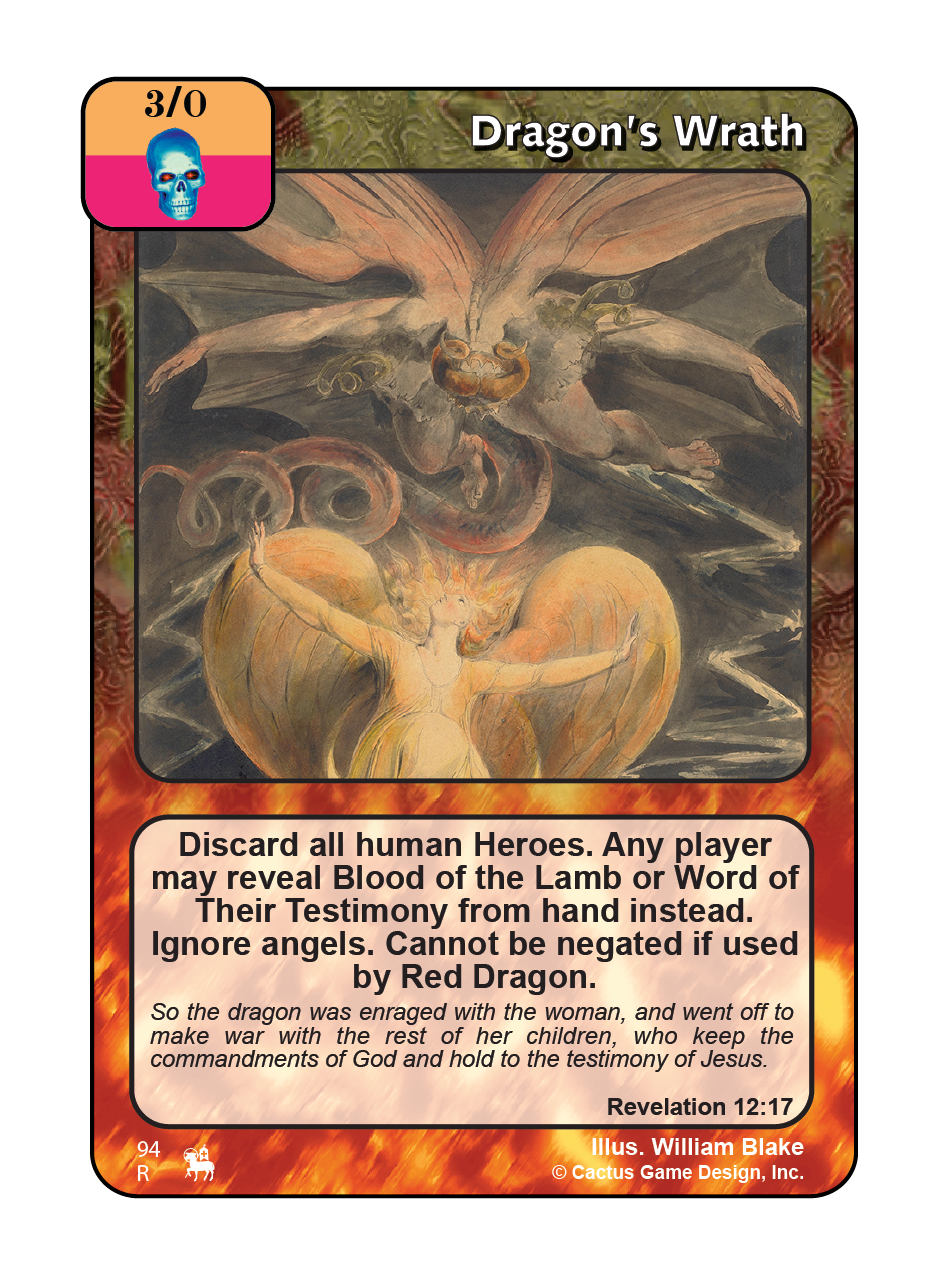 3/0
Dragon's Wrath
Discard all human Heroes. Any player
may reveal Blood of the Lamb or Word of
Their Testimony from hand instead.
Ignore angels. Cannot be negated if used
by Red Dragon.
So the dragon was enraged with the woman, and went off to
make war with the rest of her children, who keep the
commandments of God and hold to the testimony of Jesus.
Revelation 12:17
94
R
Illus. William Blake
© Cactus Game Design, Inc.